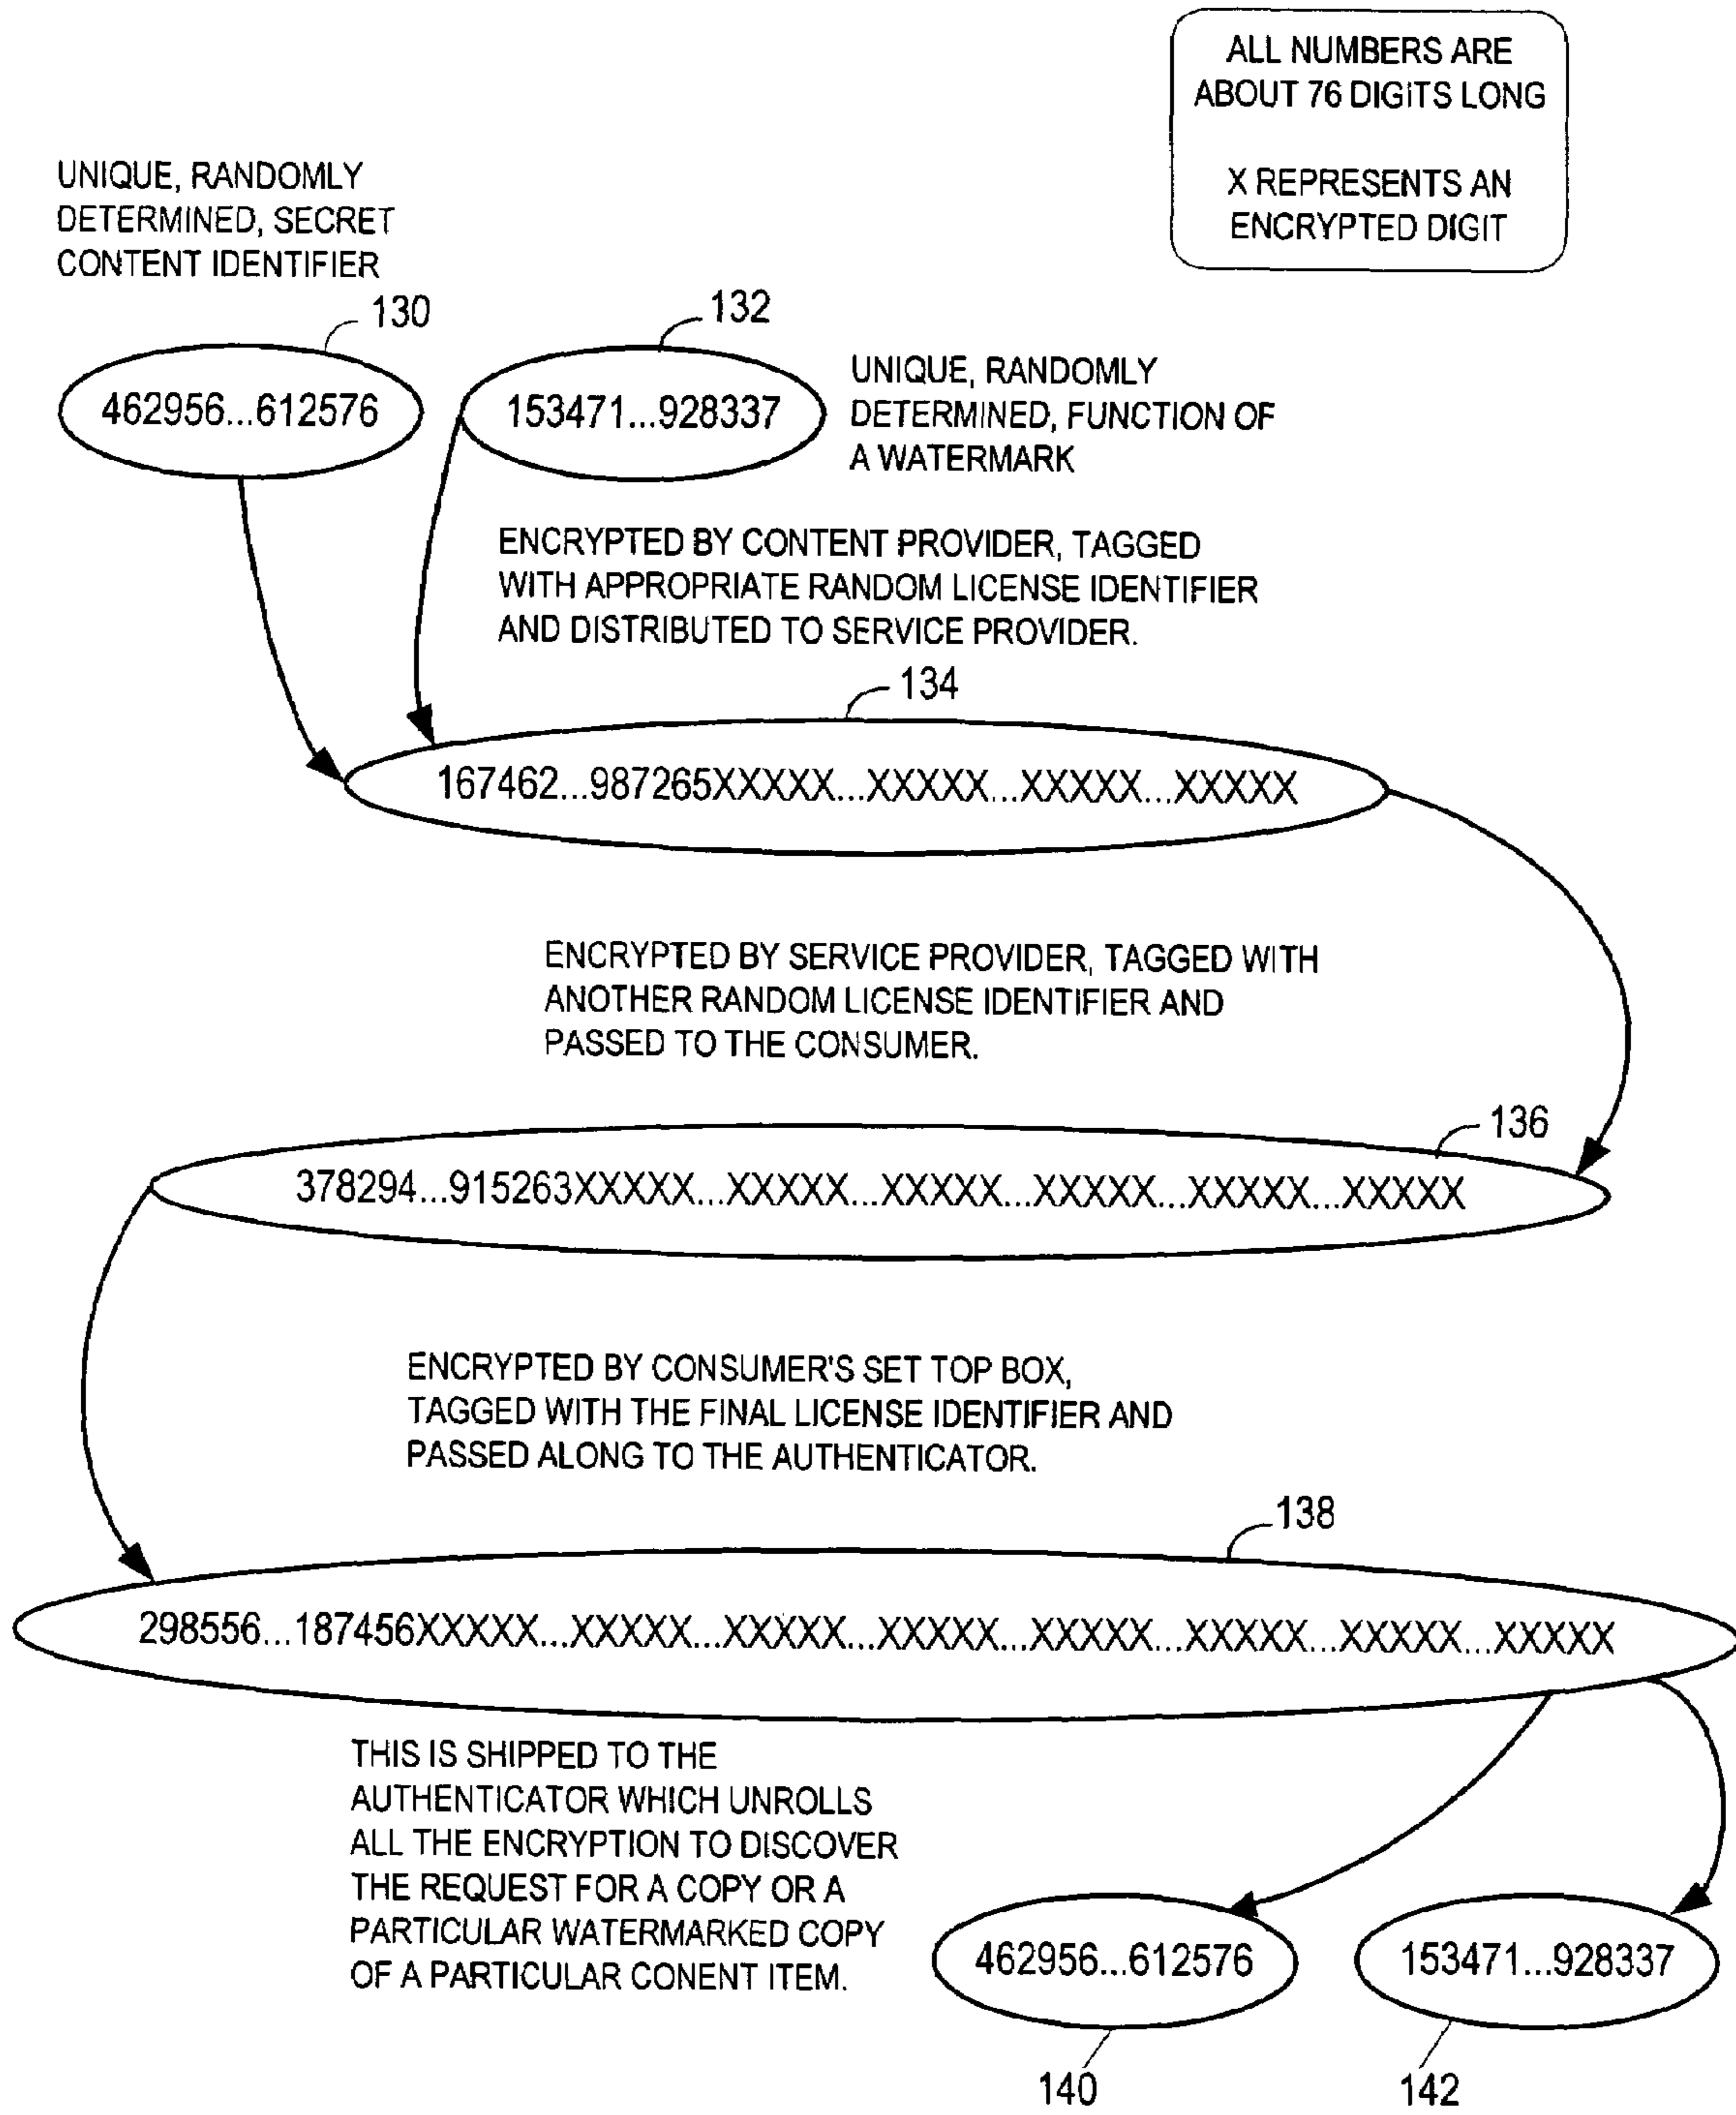 ALL NUMBERS ARE
ABOUT 76 DIGITS LONG
X REPRESENTS AN
ENCRYPTED DIGIT
UNIQUE, RANDOMLY
DETERMINED, SECRET
CONTENT IDENTIFIER
130
132
462956...612576
153471...928337
UNIQUE, RANDOMLY
DETERMINED, FUNCTION OF
A WATERMARK
ENCRYPTED BY CONTENT PROVIDER, TAGGED
WITH APPROPRIATE RANDOM LICENSE IDENTIFIER
AND DISTRIBUTED TO SERVICE PROVIDER.
134
167462...987265XXXXX...XXXXX...XXXXX...XXXXX
ENCRYPTED BY SERVICE PROVIDER, TAGGED WITH
ANOTHER RANDOM LICENSE IDENTIFIER AND
PASSED TO THE CONSUMER.
136
378294...915263XXXXX...XXXXX...XXXXX...XXXXX...XXXXX...XXXXX
ENCRYPTED BY CONSUMER'S SET TOP BOX,
TAGGED WITH THE FINAL LICENSE IDENTIFIER AND
PASSED ALONG TO THE AUTHENTICATOR.
138
298556...187456XXXXX...XXXXX...XXXXX...XXXXX...XXXXX...XXXXX...XXXXX...XXXXX
THIS IS SHIPPED TO THE
AUTHENTICATOR WHICH UNROLLS
ALL THE ENCRYPTION TO DISCOVER
THE REQUEST FOR A COPY OR A
PARTICULAR WATERMARKED COPY
OF A PARTICULAR CONENT ITEM.
462956...612576
153471...928337
140
142